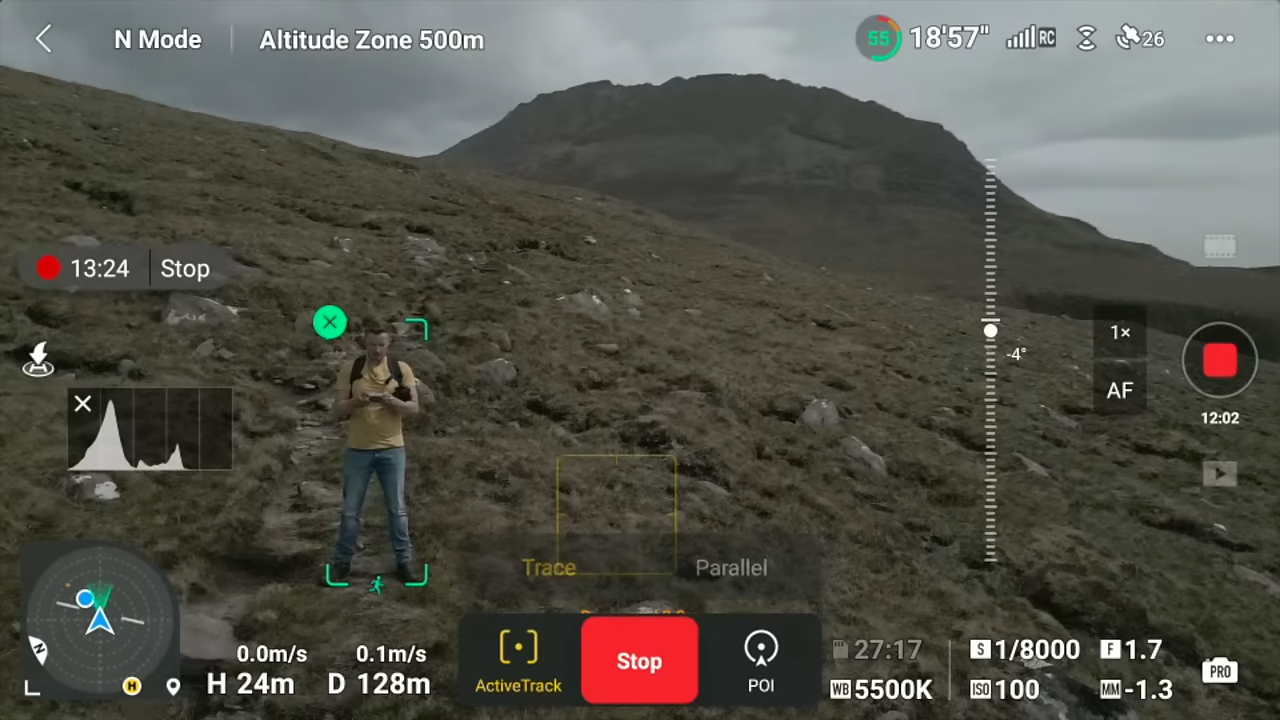 N Mode
Altitude Zone 500m
55
18'57"
RC
26
13:24
Stop
1×
-4°
AF
12:02
Trace
Parallel
N
L
H
0.0m/s
0.1m/s
H 24m
D 128m
ActiveTrack
Stop
POI
27:17
S 1/8000
F 1.7
WB 5500K
ISO 100
MM -1.3
PRO